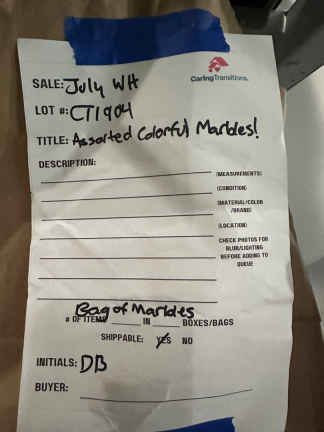 CaringTransitions.
SALE: July WH
LOT #: CT1904
TITLE: Assorted Colorful Marbles!
DESCRIPTION:
(MEASUREMENTS)
(CONDITION)
(MATERIAL/COLOR
/BRAND)
(LOCATION)
CHECK PHOTOS FOR
BLUR/LIGHTING
BEFORE ADDING TO
QUEUE
Bag of Marbles
# OF ITEMS IN BOXES/BAGS
SHIPPABLE: YES NO
INITIALS: DB
BUYER: